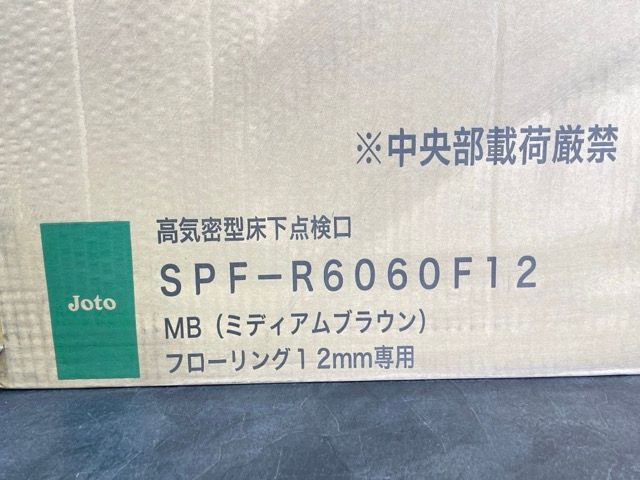 ※中央部載荷厳禁
高気密型床下点検口
SPF-R6060F12
Joto
MB（ミディアムブラウン）
フローリング12mm専用